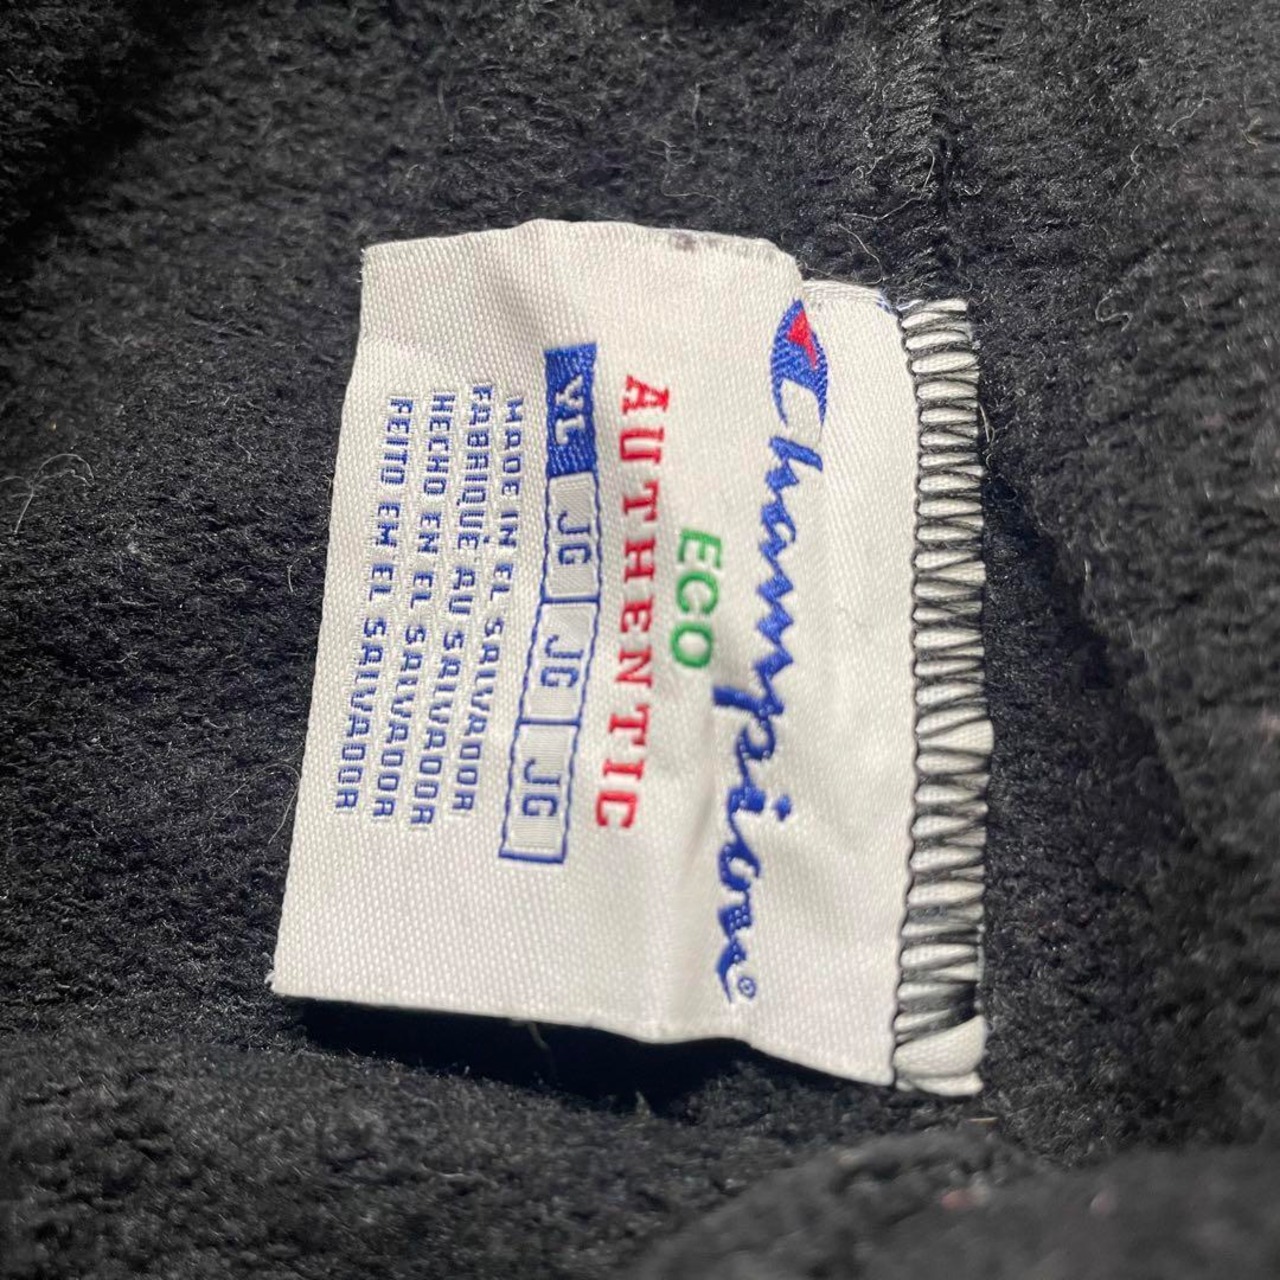 Champion®
ECO
AUTHENTIC
YL JG JG JG
MADE IN EL SALVADOR
FABRIQUÉ AU SALVADOR
HECHO EN EL SALVADOR
FEITO EM EL SALVADOR